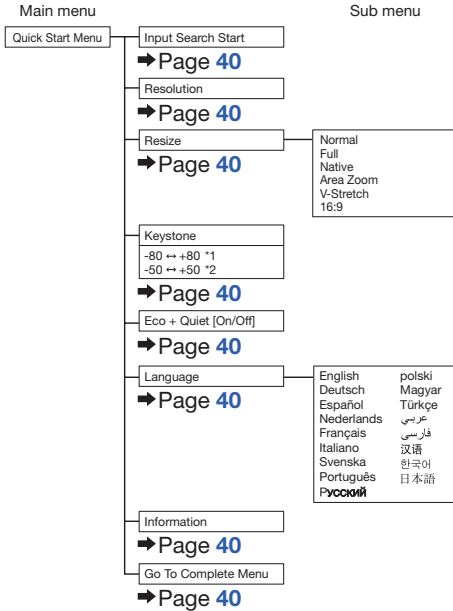 Main menu
Sub menu
Quick Start Menu
Input Search Start
➡Page 40
Resolution
➡Page 40
Resize
➡Page 40
Normal
Full
Native
Area Zoom
V-Stretch
16:9
Keystone
-80 ↔ +80 *1
-50 ↔ +50 *2
➡Page 40
Eco + Quiet [On/Off]
➡Page 40
Language
➡Page 40
English polski
Deutsch Magyar
Español Türkçe
Nederlands عربي
Français فارسی
Italiano 汉语
Svenska 한국어
Português 日本語
Русский
Information
➡Page 40
Go To Complete Menu
➡Page 40